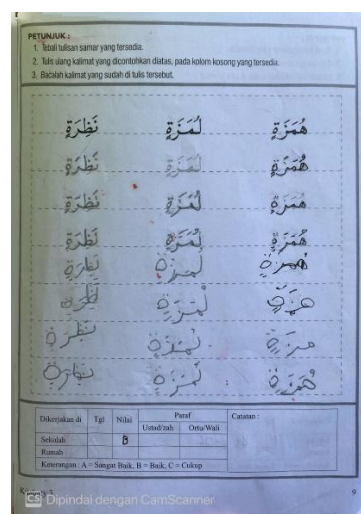 PETUNJUK :
1. Tebali tulisan samar yang tersedia.
2. Tulis ulang kalimat yang dicontohkan diatas, pada kolom kosong yang tersedia.
3. Bacalah kalimat yang sudah di tulis tersebut.
هُمَزَةٍ لُمَزَةٍ نَظِرَةٍ
هُمَزَةٍ لُمَزَةٍ نَظِرَةٍ
هُمَزَةٍ لُمَزَةٍ نَظِرَةٍ
هُمَزَةٍ لُمَزَةٍ نَظِرَةٍ
Dikerjakan di Tgl Nilai Paraf Catatan :
Ustad/zah Ortu/Wali
Sekolah B
Rumah
Keterangan : A = Sangat Baik, B = Baik, C = Cukup
9
CS Dipindai dengan CamScanner